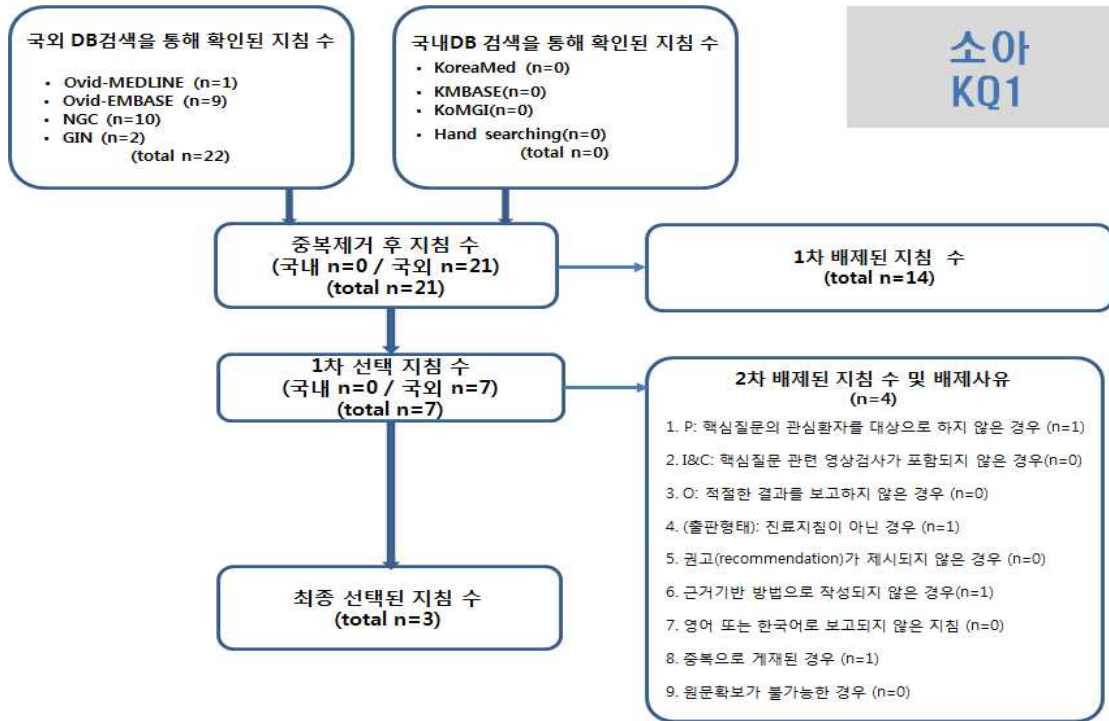 국외 DB검색을 통해 확인된 지침 수
• Ovid-MEDLINE (n=1)
• Ovid-EMBASE (n=9)
• NGC (n=10)
• GIN (n=2)
(total n=22)
국내DB 검색을 통해 확인된 지침 수
• KoreaMed (n=0)
• KMBASE(n=0)
• KoMGI(n=0)
• Hand searching(n=0)
(total n=0)
소아
KQ1
중복제거 후 지침 수
(국내 n=0 / 국외 n=21)
(total n=21)
1차 배제된 지침 수
(total n=14)
1차 선택 지침 수
(국내 n=0 / 국외 n=7)
(total n=7)
2차 배제된 지침 수 및 배제사유
(n=4)
1. P: 핵심질문의 관심환자를 대상으로 하지 않은 경우 (n=1)
2. I&C: 핵심질문 관련 영상검사가 포함되지 않은 경우(n=0)
3. O: 적절한 결과를 보고하지 않은 경우 (n=0)
4. (출판형태): 진료지침이 아닌 경우 (n=1)
5. 권고(recommendation)가 제시되지 않은 경우 (n=0)
6. 근거기반 방법으로 작성되지 않은 경우(n=1)
7. 영어 또는 한국어로 보고되지 않은 지침 (n=0)
8. 중복으로 게재된 경우 (n=1)
9. 원문확보가 불가능한 경우 (n=0)
최종 선택된 지침 수
(total n=3)